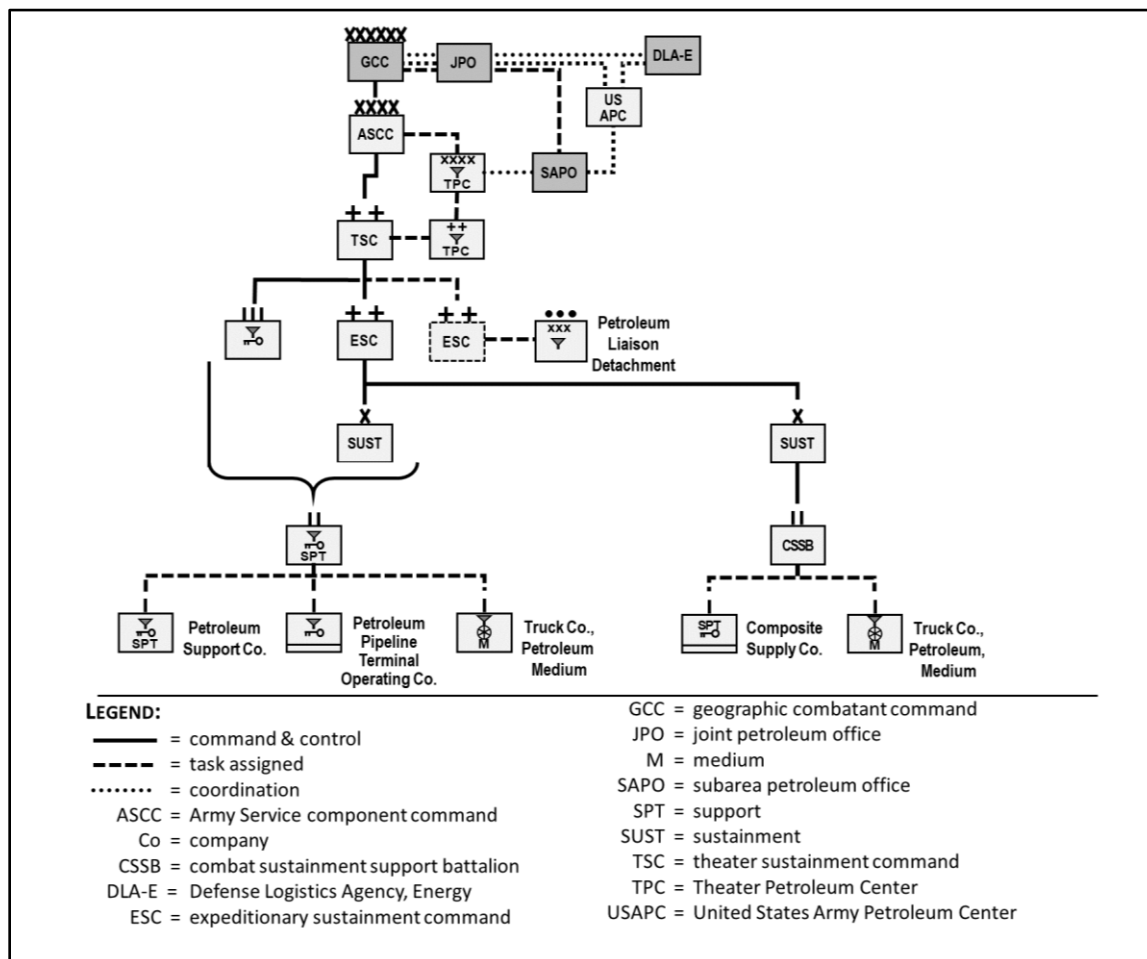 XXXXXX
GCC
JPO
DLA-E
US
APC
XXXX
ASCC
XXXX
TPC
SAPO
++
TSC
++
TPC
|||
++
ESC
++
ESC
•••
XXX
Petroleum
Liaison
Detachment
X
SUST
X
SUST
||
SPT
||
CSSB
SPT
Petroleum
Support Co.
Petroleum
Pipeline
Terminal
Operating Co.
M
Truck Co.,
Petroleum
Medium
SPT
Composite
Supply Co.
M
Truck Co.,
Petroleum,
Medium
LEGEND:
= command & control
= task assigned
= coordination
ASCC = Army Service component command
Co = company
CSSB = combat sustainment support battalion
DLA-E = Defense Logistics Agency, Energy
ESC = expeditionary sustainment command
GCC = geographic combatant command
JPO = joint petroleum office
M = medium
SAPO = subarea petroleum office
SPT = support
SUST = sustainment
TSC = theater sustainment command
TPC = Theater Petroleum Center
USAPC = United States Army Petroleum Center